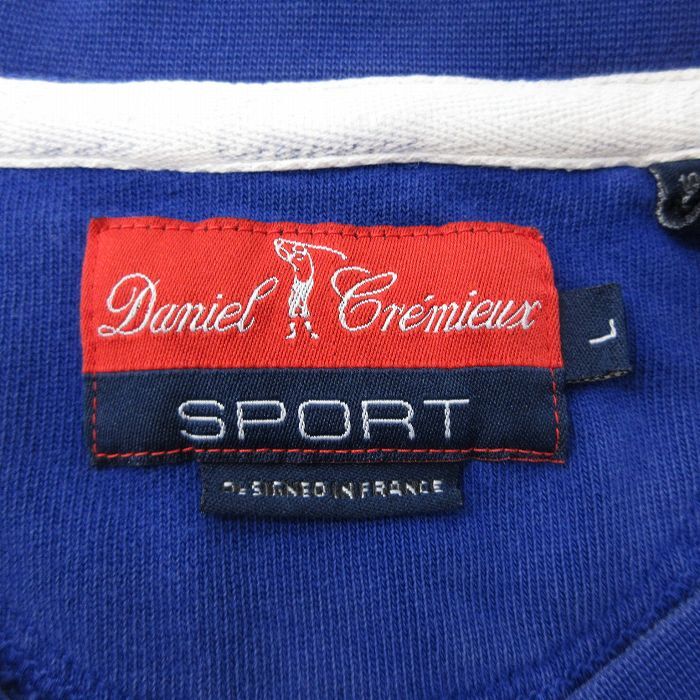 Daniel Crémieux
SPORT
L
DESIGNED IN FRANCE